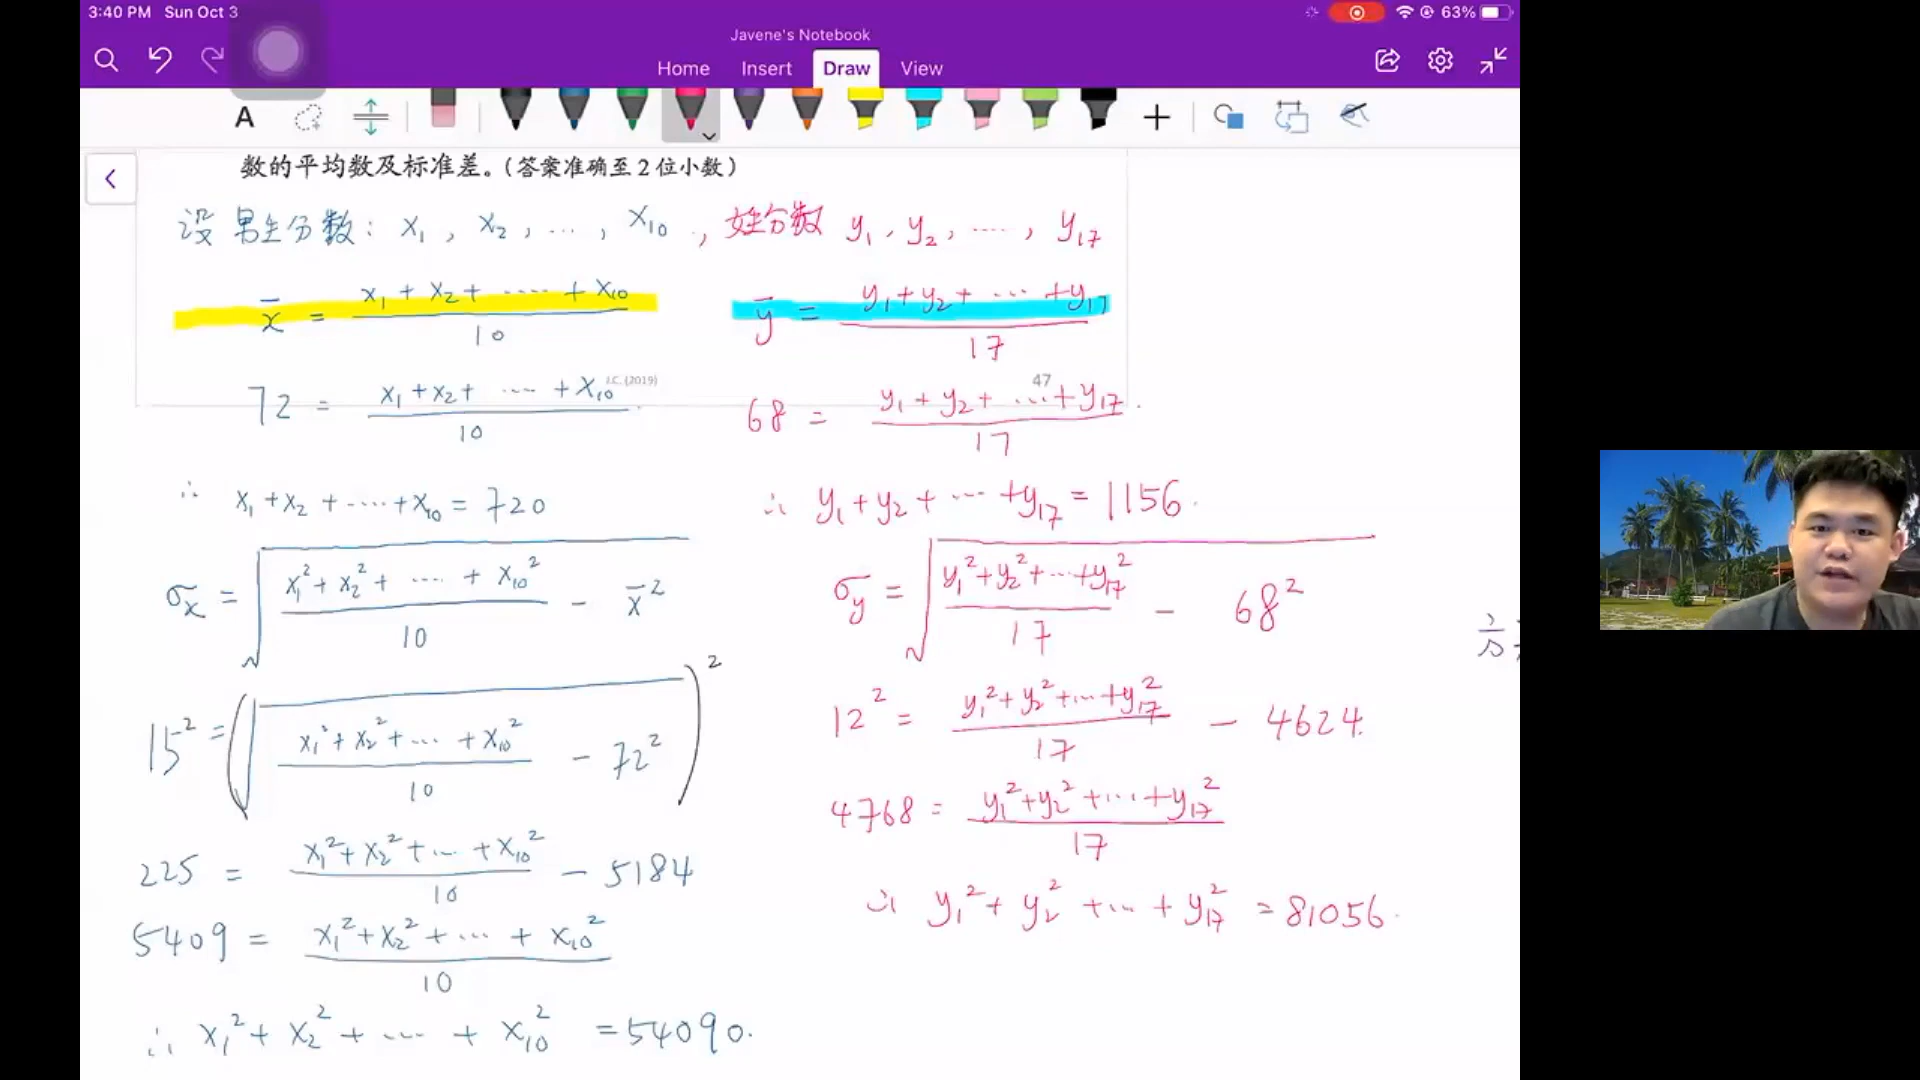 3:40 PM Sun Oct 3
63%
Javene's Notebook
Home Insert Draw View
数的平均数及标准差。(答案准确至2位小数)
设 男生分数: x₁, x₂, ..., x₁₀, 女生分数 y₁, y₂, ....., y₁₇
x̄ = (x₁ + x₂ + ..... + x₁₀)/10
ȳ = (y₁ + y₂ + ... + y₁₇)/17
J.C. (2019)
47
72 = (x₁ + x₂ + .... + x₁₀)/10
68 = (y₁ + y₂ + ... + y₁₇)/17
∴ x₁ + x₂ + ..... + x₁₀ = 720
∴ y₁ + y₂ + ... + y₁₇ = 1156.
σx = √((x₁² + x₂² + .... + x₁₀²)/10 - x̄²)
σy = √((y₁² + y₂² + ... + y₁₇²)/17 - 68²)
15² = (√((x₁² + x₂² + ... + x₁₀²)/10 - 72²))²
12² = (y₁² + y₂² + ... + y₁₇²)/17 - 4624.
225 = (x₁² + x₂² + ... + x₁₀²)/10 - 5184
4768 = (y₁² + y₂² + ... + y₁₇²)/17
5409 = (x₁² + x₂² + ... + x₁₀²)/10
∴ y₁² + y₂² + ... + y₁₇² = 81056.
∴ x₁² + x₂² + .... + x₁₀² = 54090.